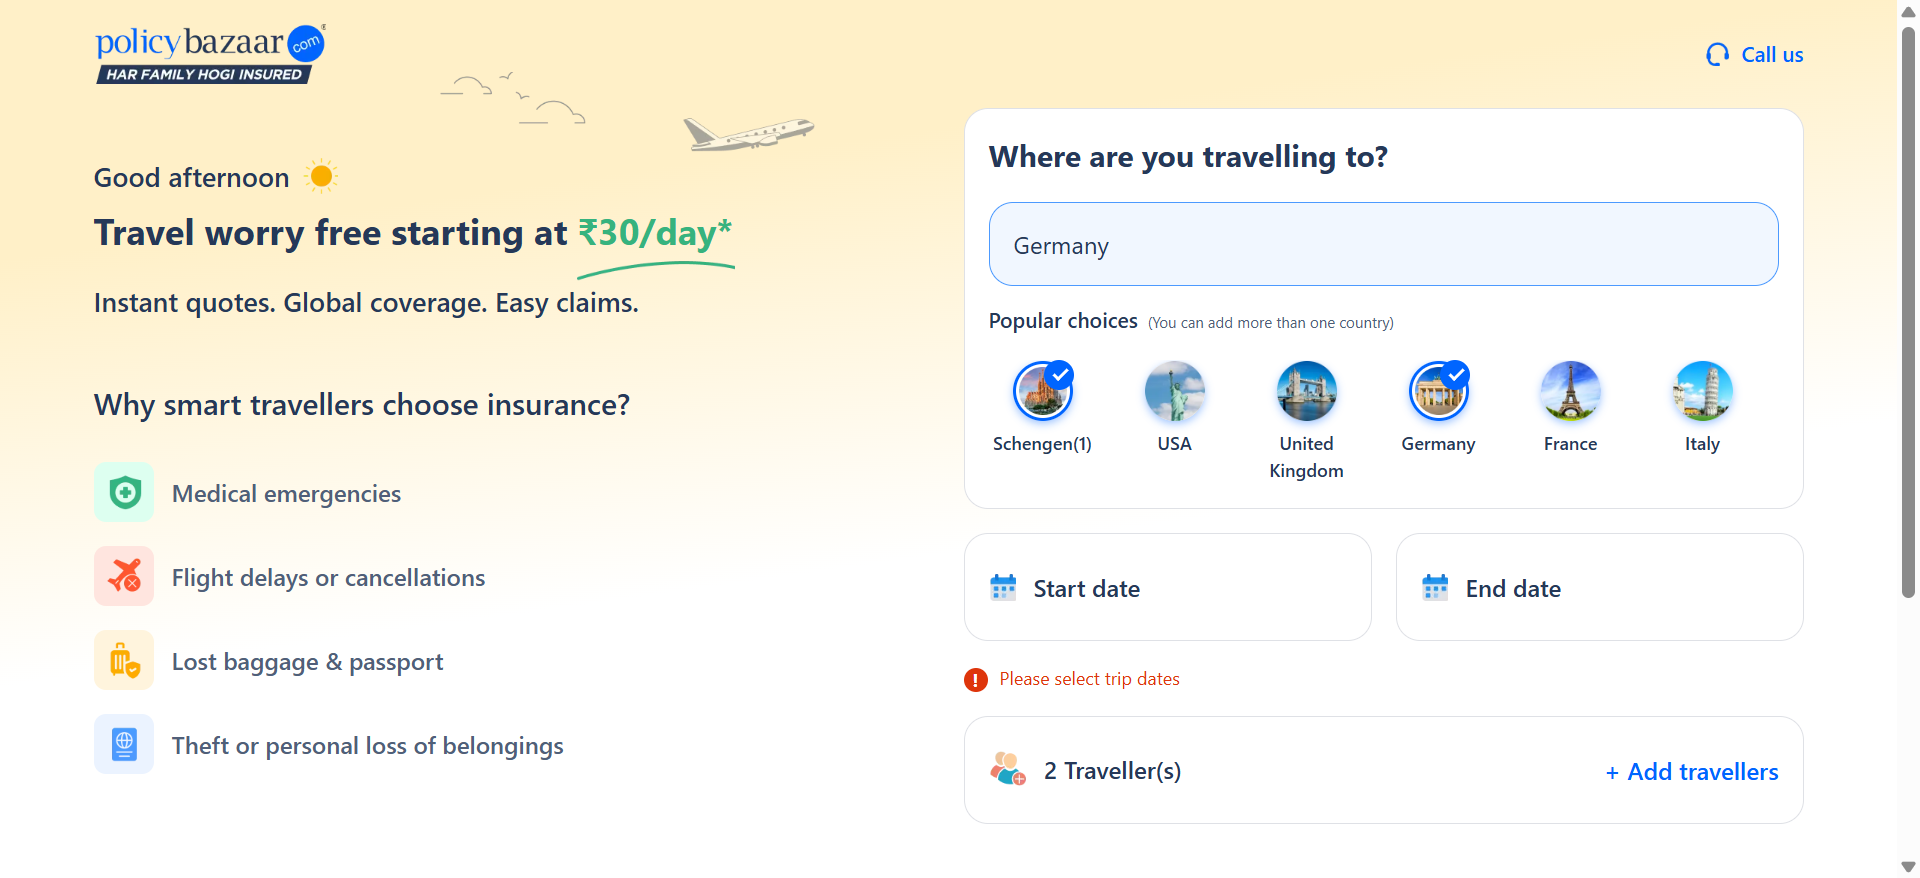 policybazaar com
HAR FAMILY HOGI INSURED
Call us
Good afternoon
Travel worry free starting at ₹30/day*
Instant quotes. Global coverage. Easy claims.
Why smart travellers choose insurance?
Medical emergencies
Flight delays or cancellations
Lost baggage & passport
Theft or personal loss of belongings
Where are you travelling to?
Germany
Popular choices (You can add more than one country)
Schengen(1)
USA
United
Kingdom
Germany
France
Italy
Start date
End date
Please select trip dates
2 Traveller(s)
+ Add travellers